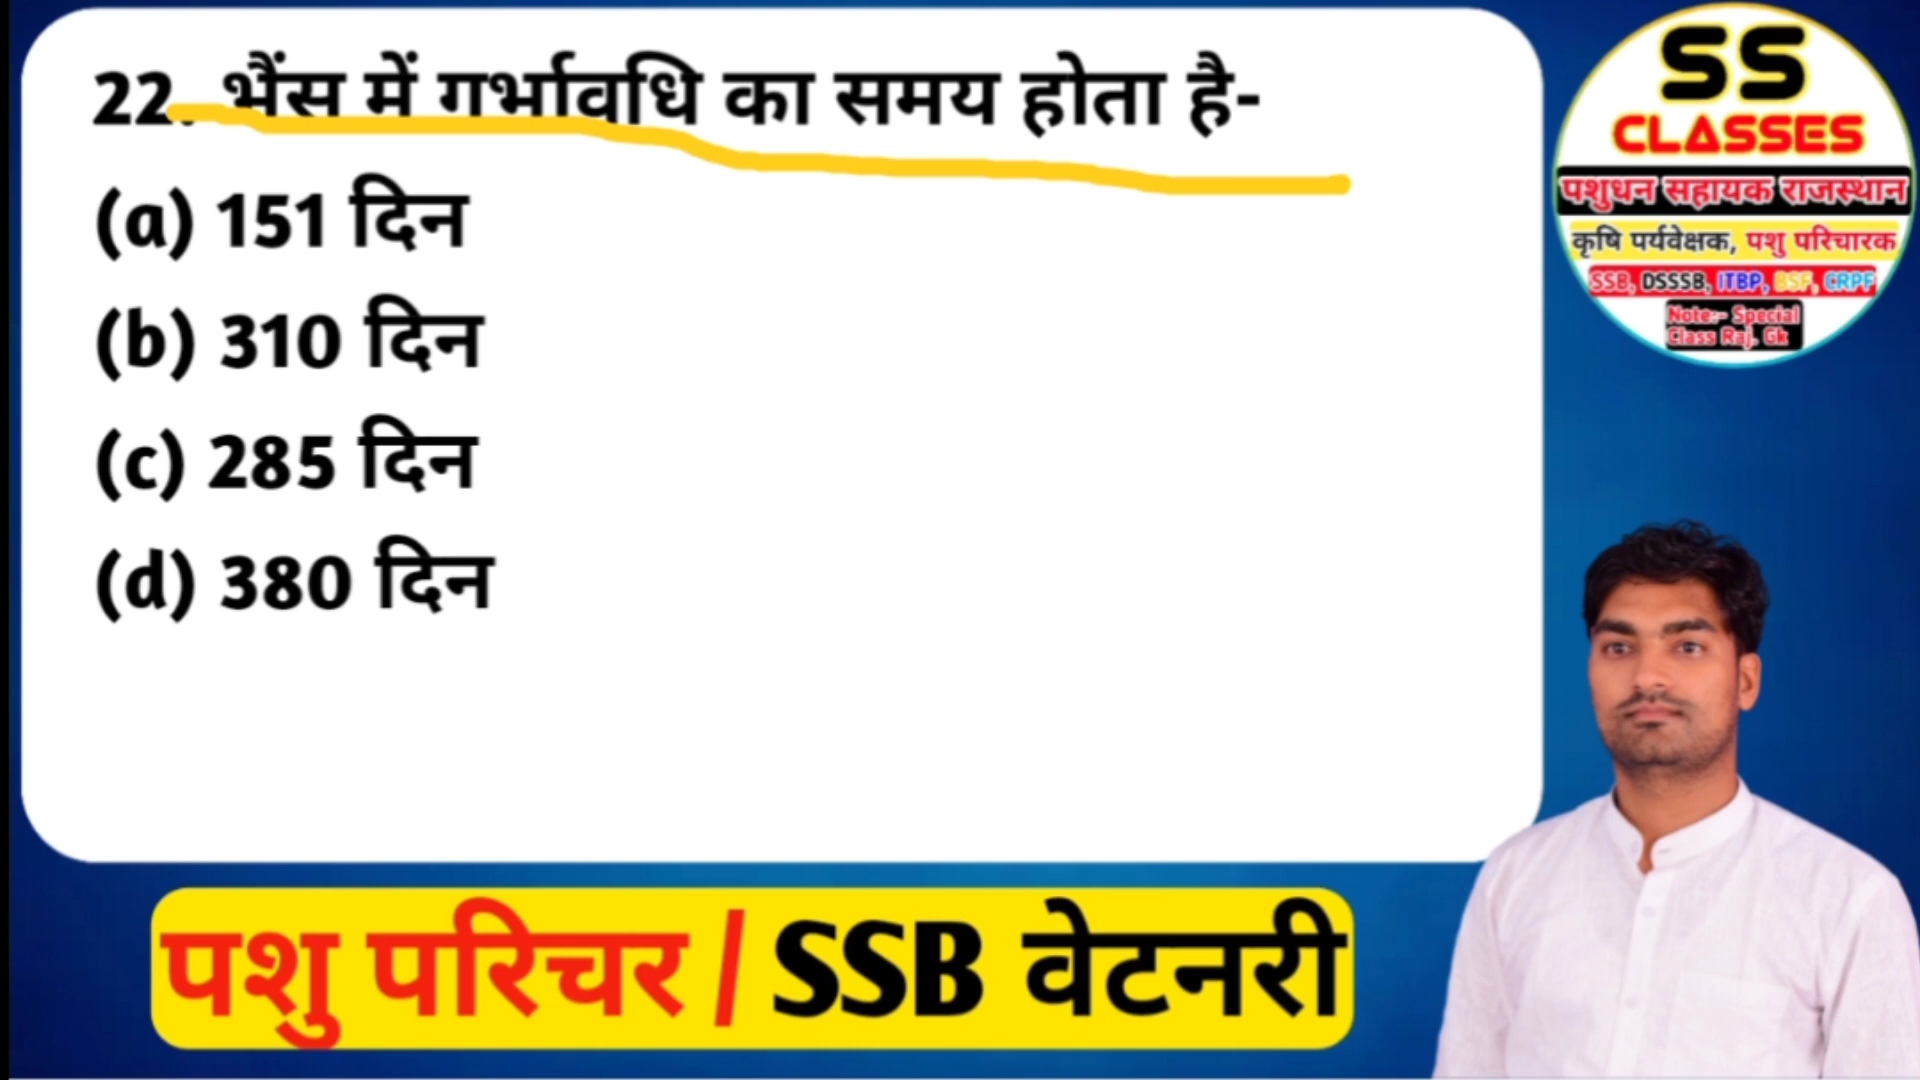 22. भैंस में गर्भावधि का समय होता है-
(a) 151 दिन
(b) 310 दिन
(c) 285 दिन
(d) 380 दिन
SS
CLASSES
पशुधन सहायक राजस्थान
कृषि पर्यवेक्षक, पशु परिचारक
SSB, DSSSB, ITBP, BSF, CRPF
Note:- Special
Class Raj. Gk
पशु परिचर / SSB वेटनरी